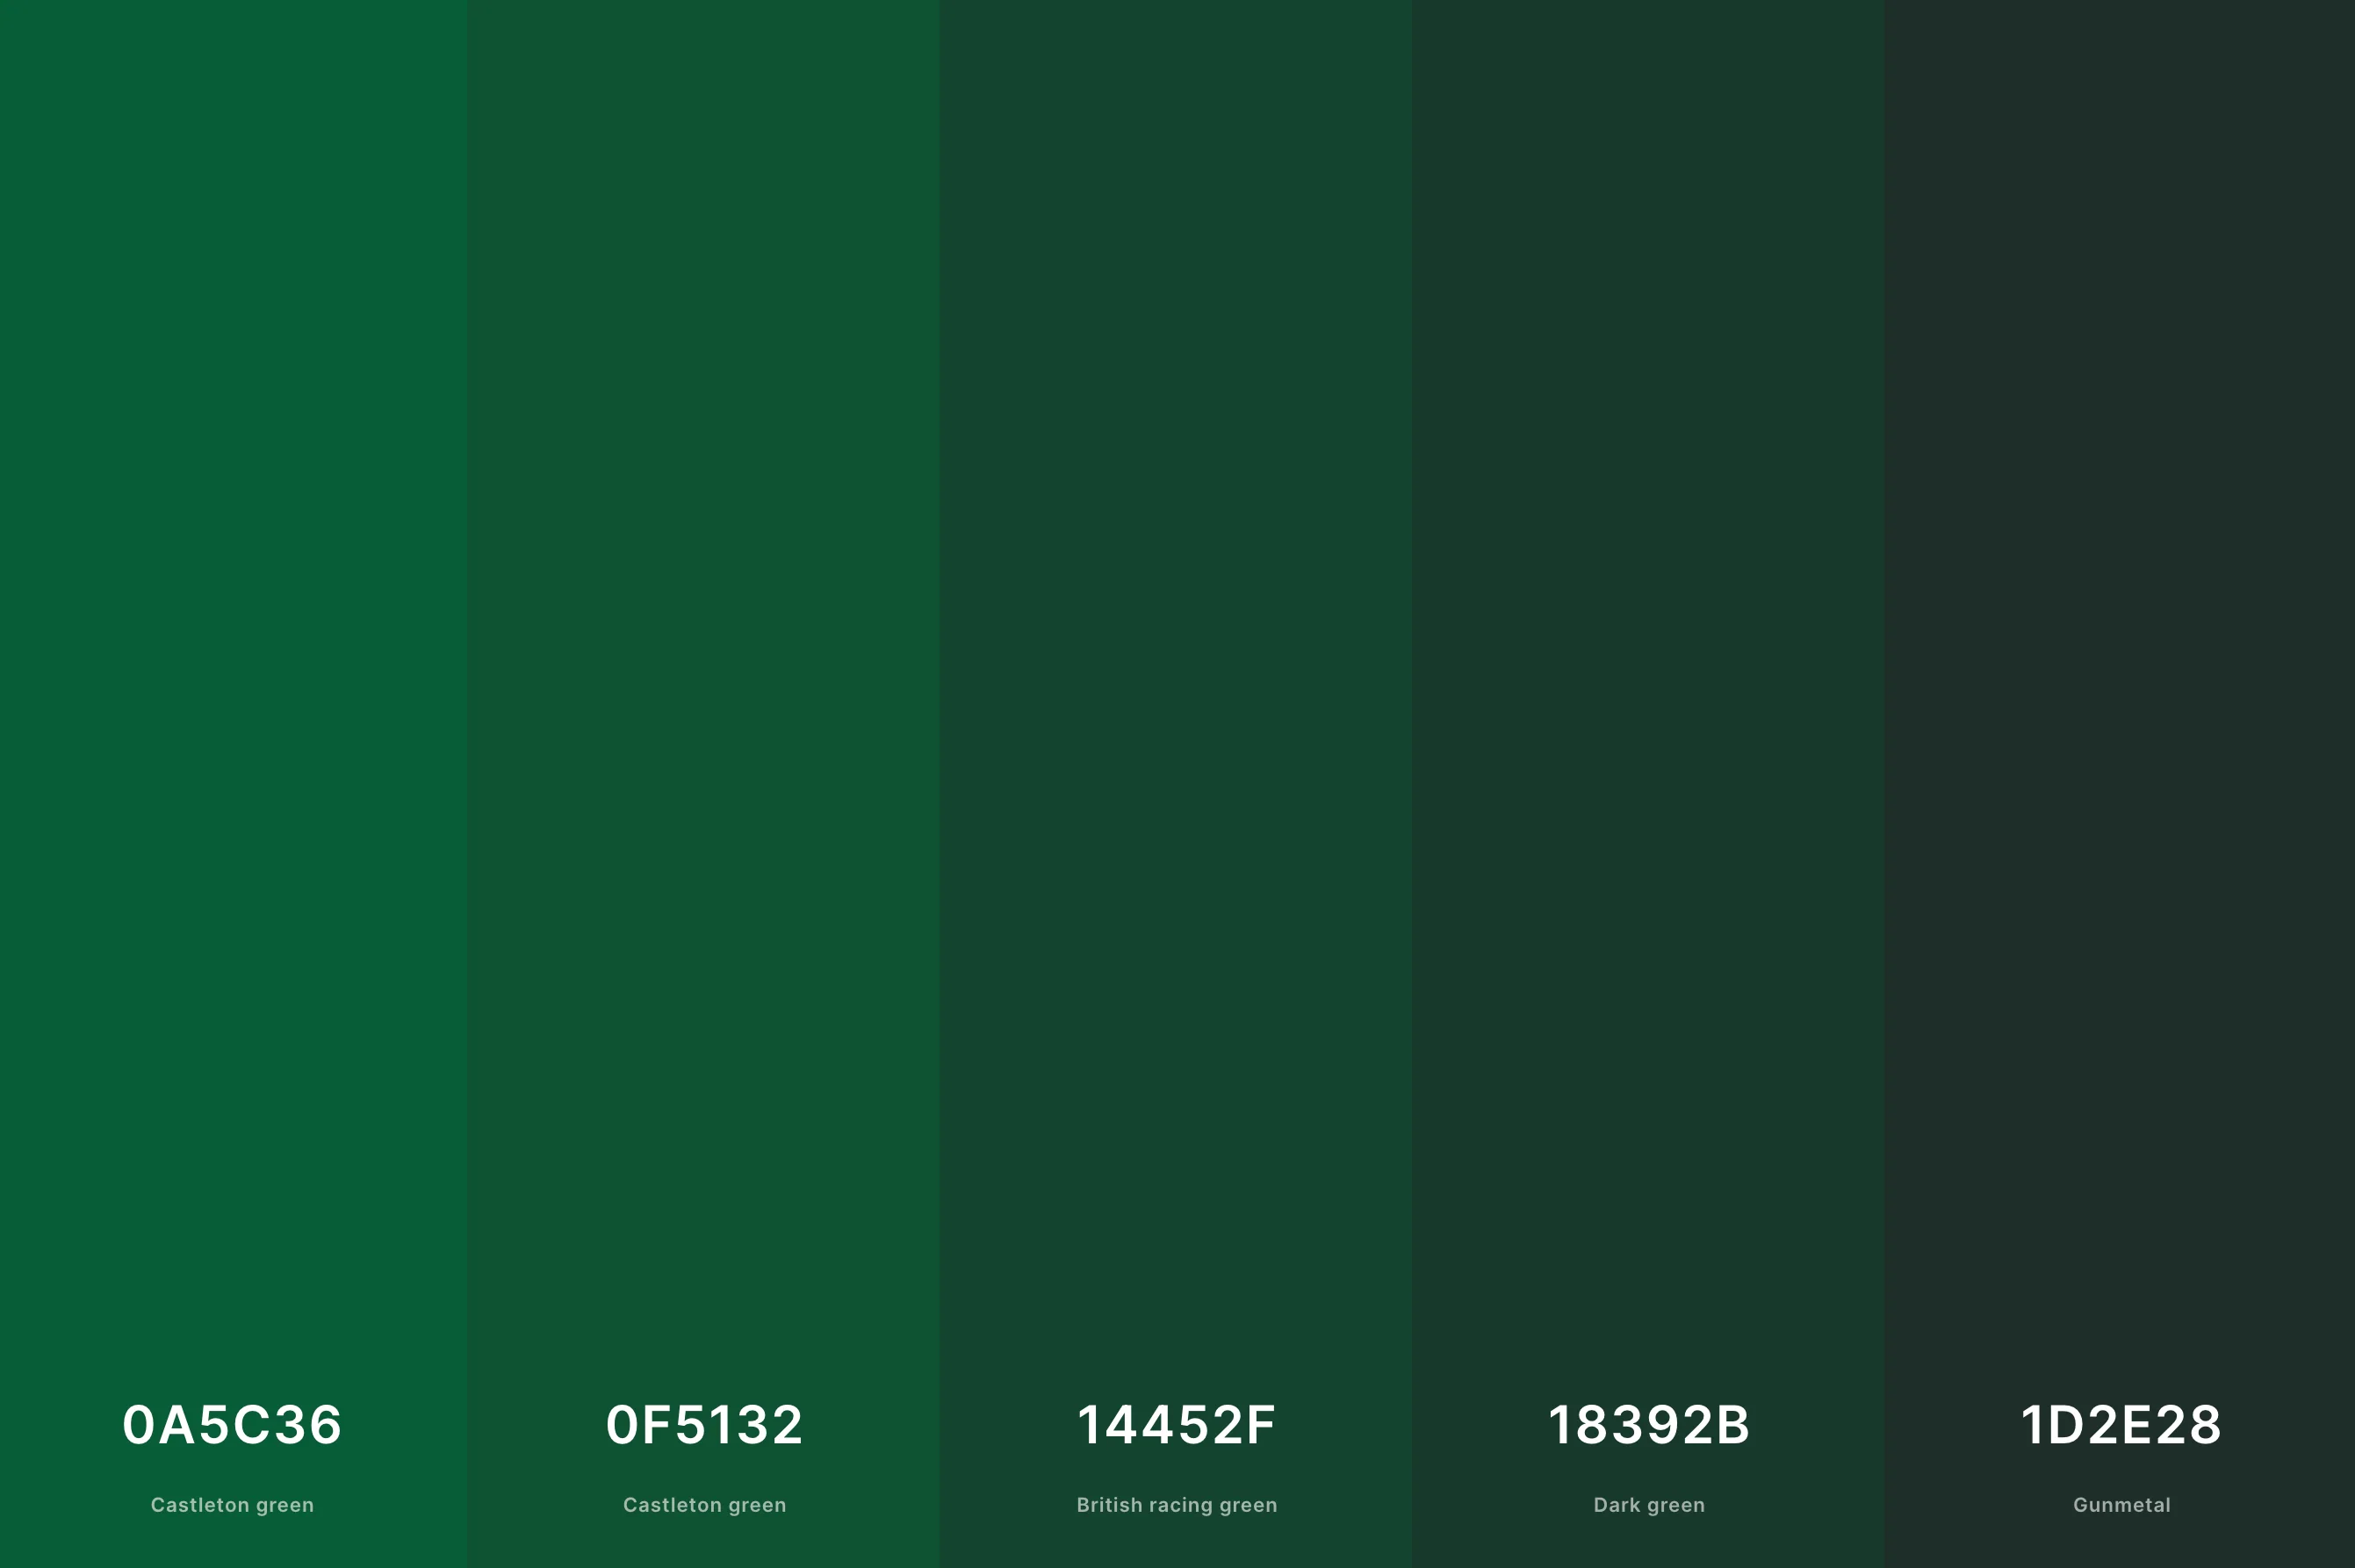 0A5C36
Castleton green
0F5132
Castleton green
14452F
British racing green
18392B
Dark green
1D2E28
Gunmetal